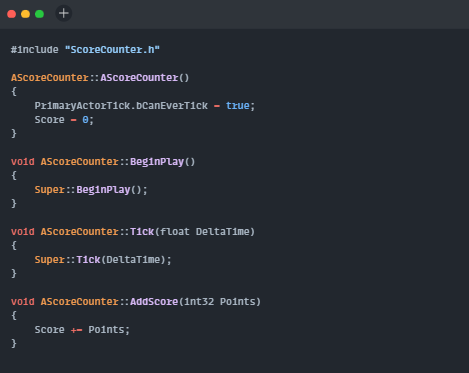 #include "ScoreCounter.h"
AScoreCounter::AScoreCounter()
{
    PrimaryActorTick.bCanEverTick = true;
    Score = 0;
}
void AScoreCounter::BeginPlay()
{
    Super::BeginPlay();
}
void AScoreCounter::Tick(float DeltaTime)
{
    Super::Tick(DeltaTime);
}
void AScoreCounter::AddScore(int32 Points)
{
    Score += Points;
}